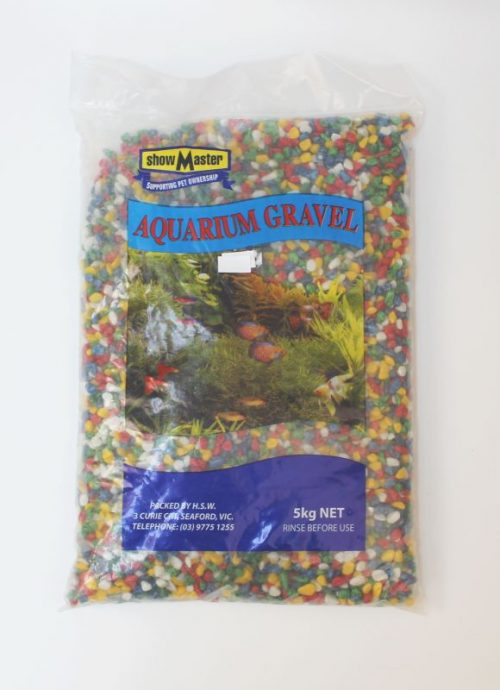 show Master
SUPPORTING PET OWNERSHIP
AQUARIUM GRAVEL
PACKED BY H.S.W.
3 CURIE CRT, SEAFORD, VIC.
TELEPHONE: (03) 9775 1255
5kg NET
RINSE BEFORE USE